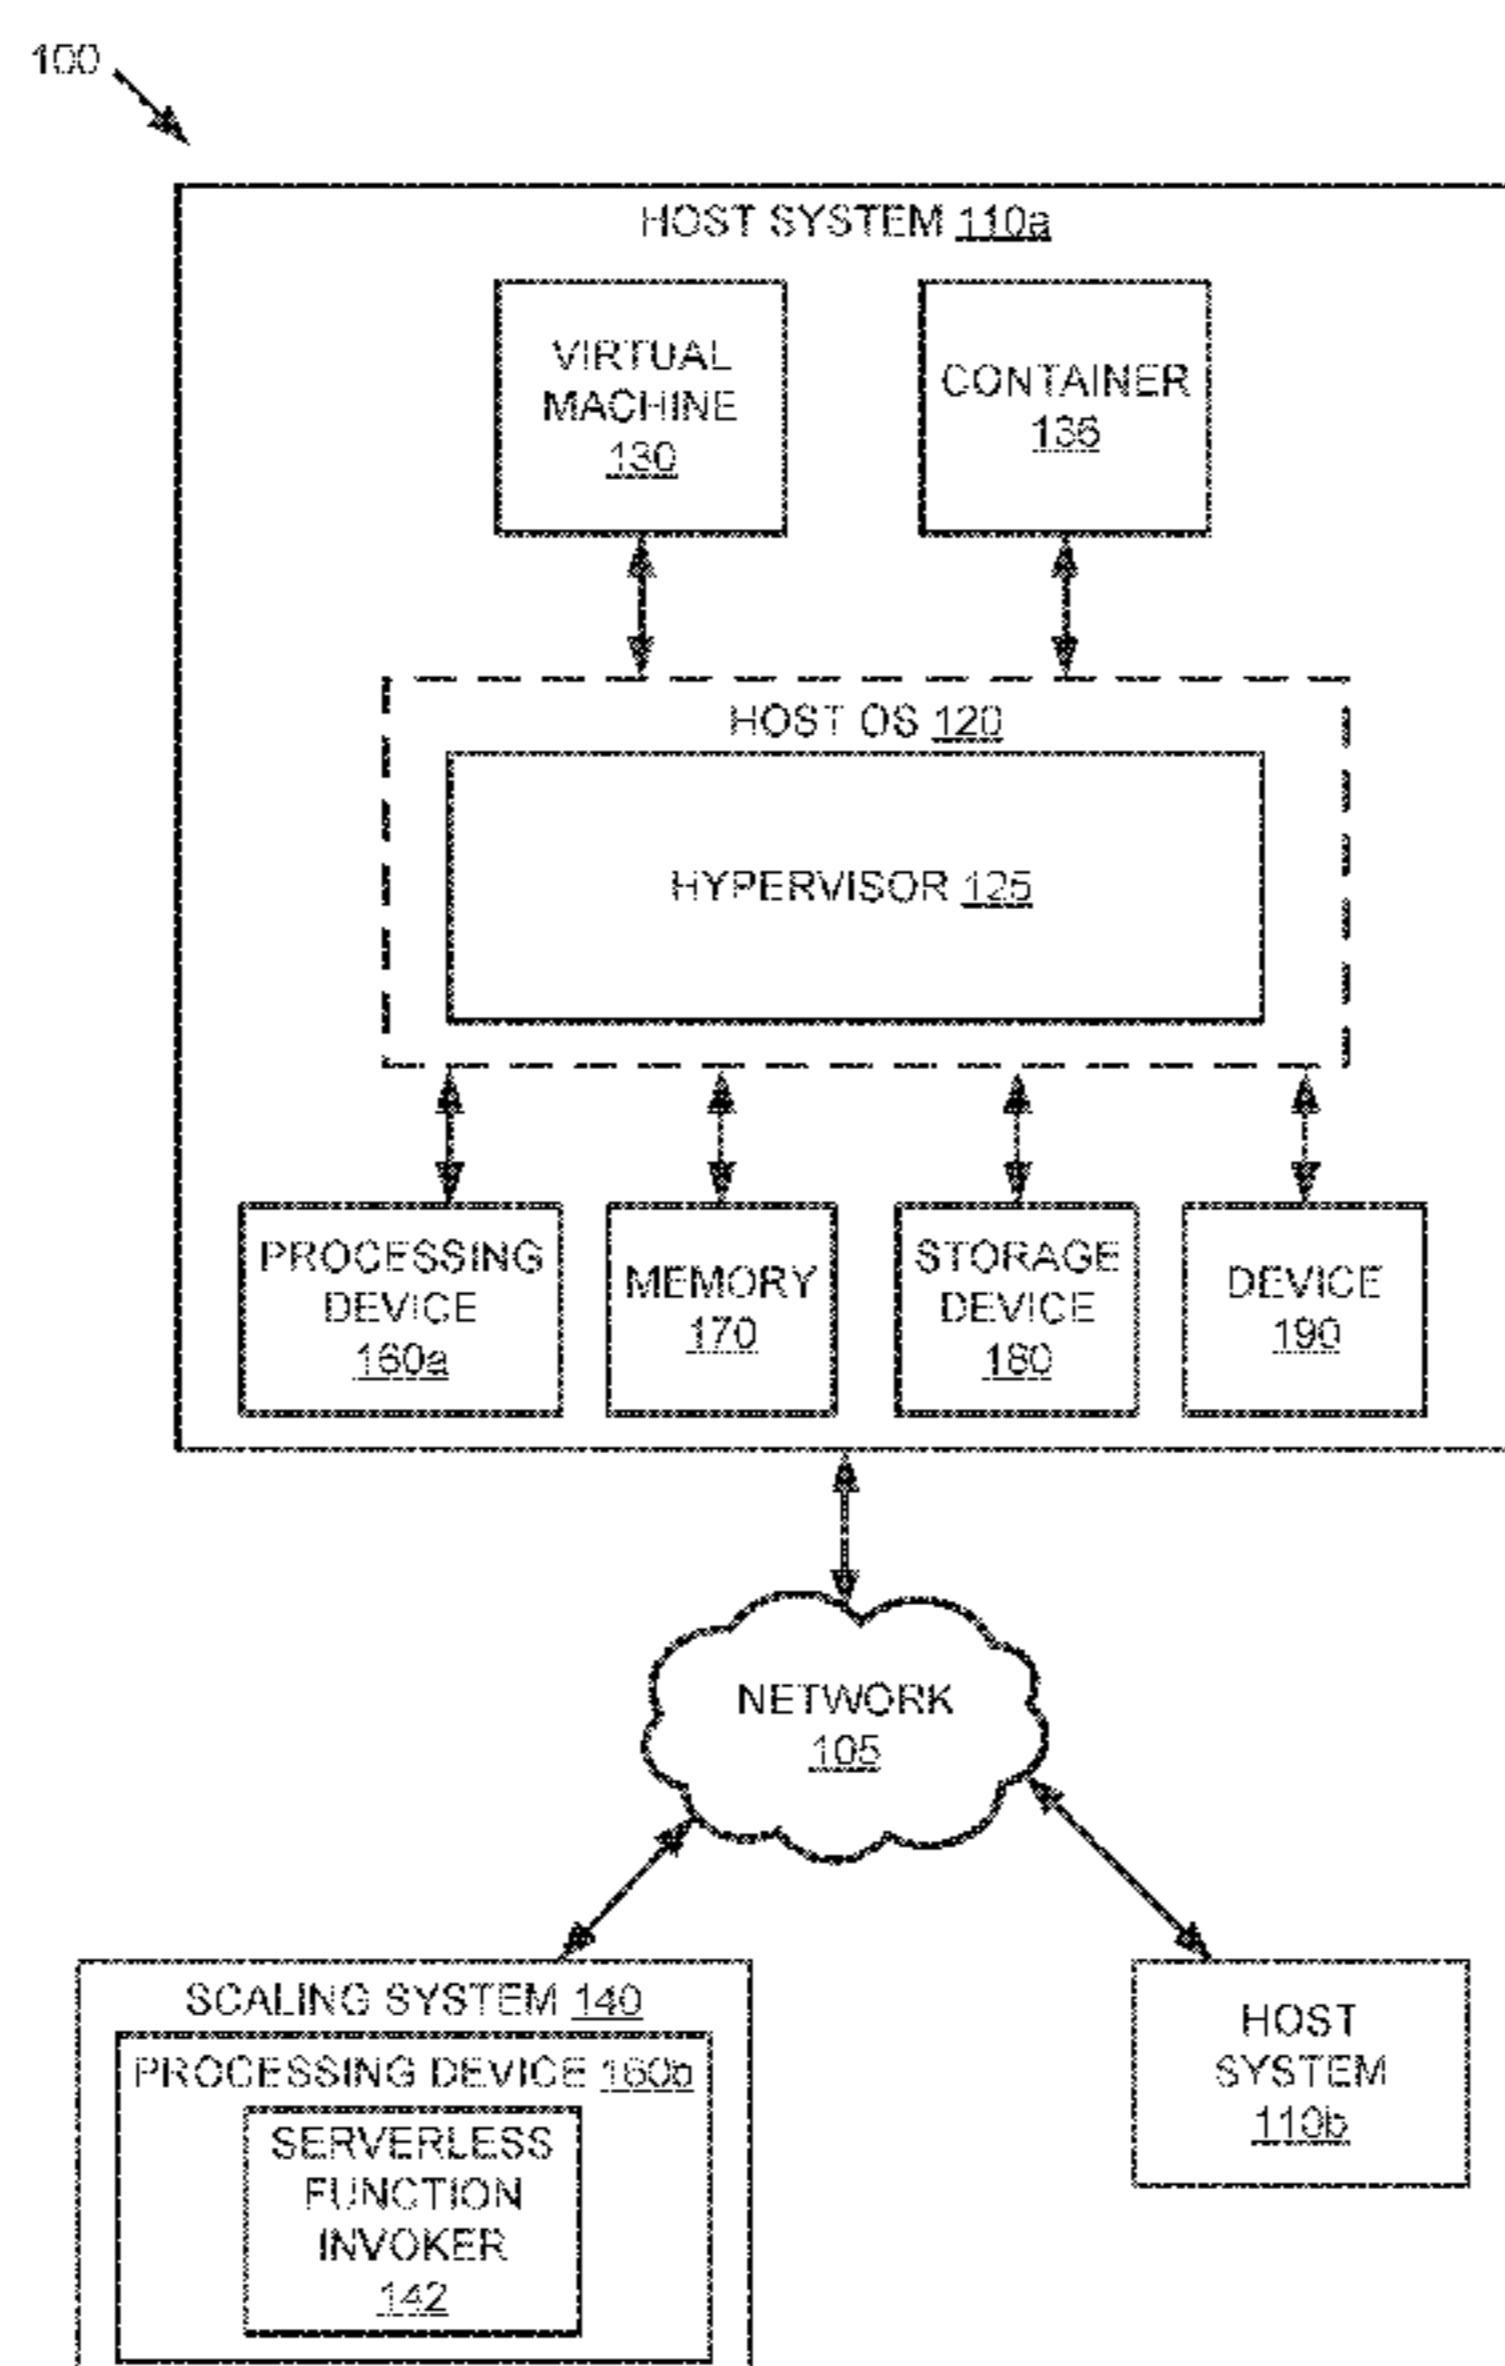 100
HOST SYSTEM 110a
VIRTUAL
MACHINE
130
CONTAINER
135
HOST OS 120
HYPERVISOR 125
PROCESSING
DEVICE
160a
MEMORY
170
STORAGE
DEVICE
180
DEVICE
190
NETWORK
105
SCALING SYSTEM 140
PROCESSING DEVICE 160b
SERVERLESS
FUNCTION
INVOKER
142
HOST
SYSTEM
110b